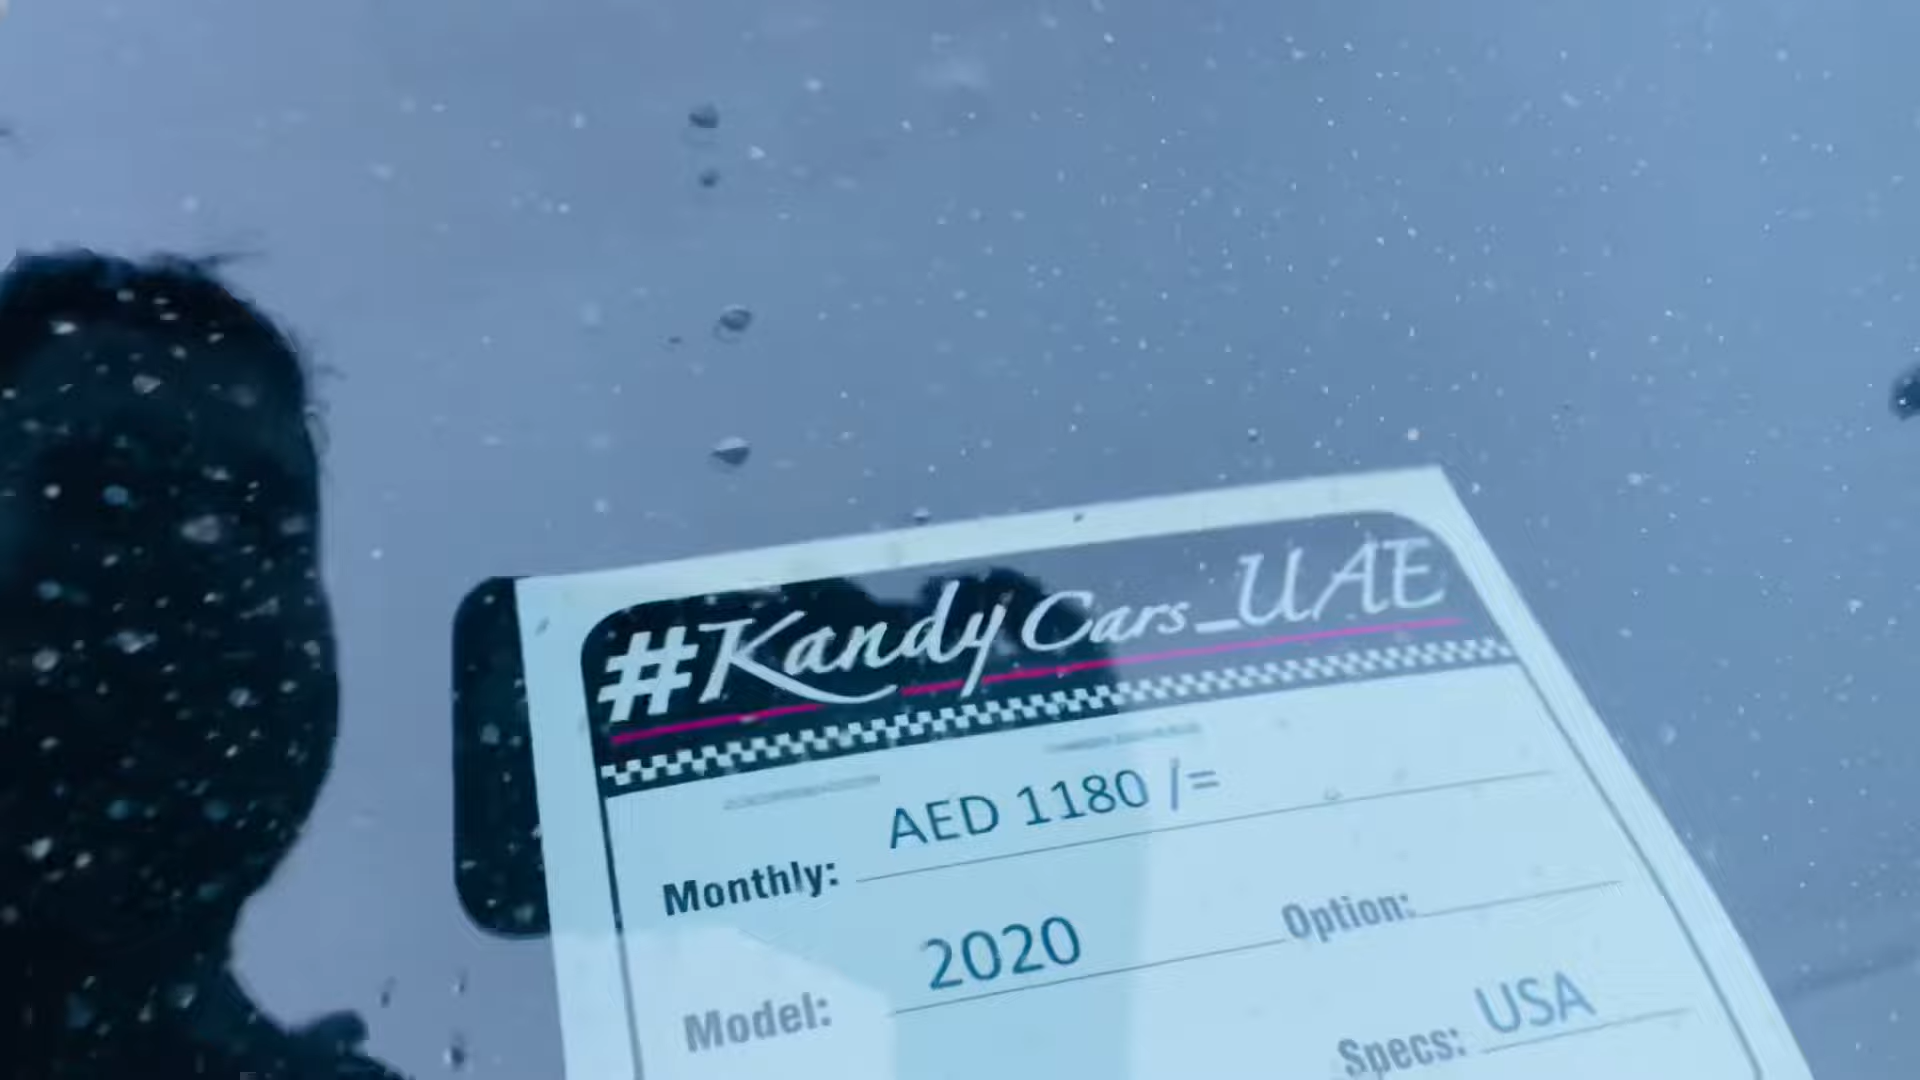 #Kandy Cars_UAE
Monthly: AED 1180 /=
Model: 2020 Option:
Specs: USA